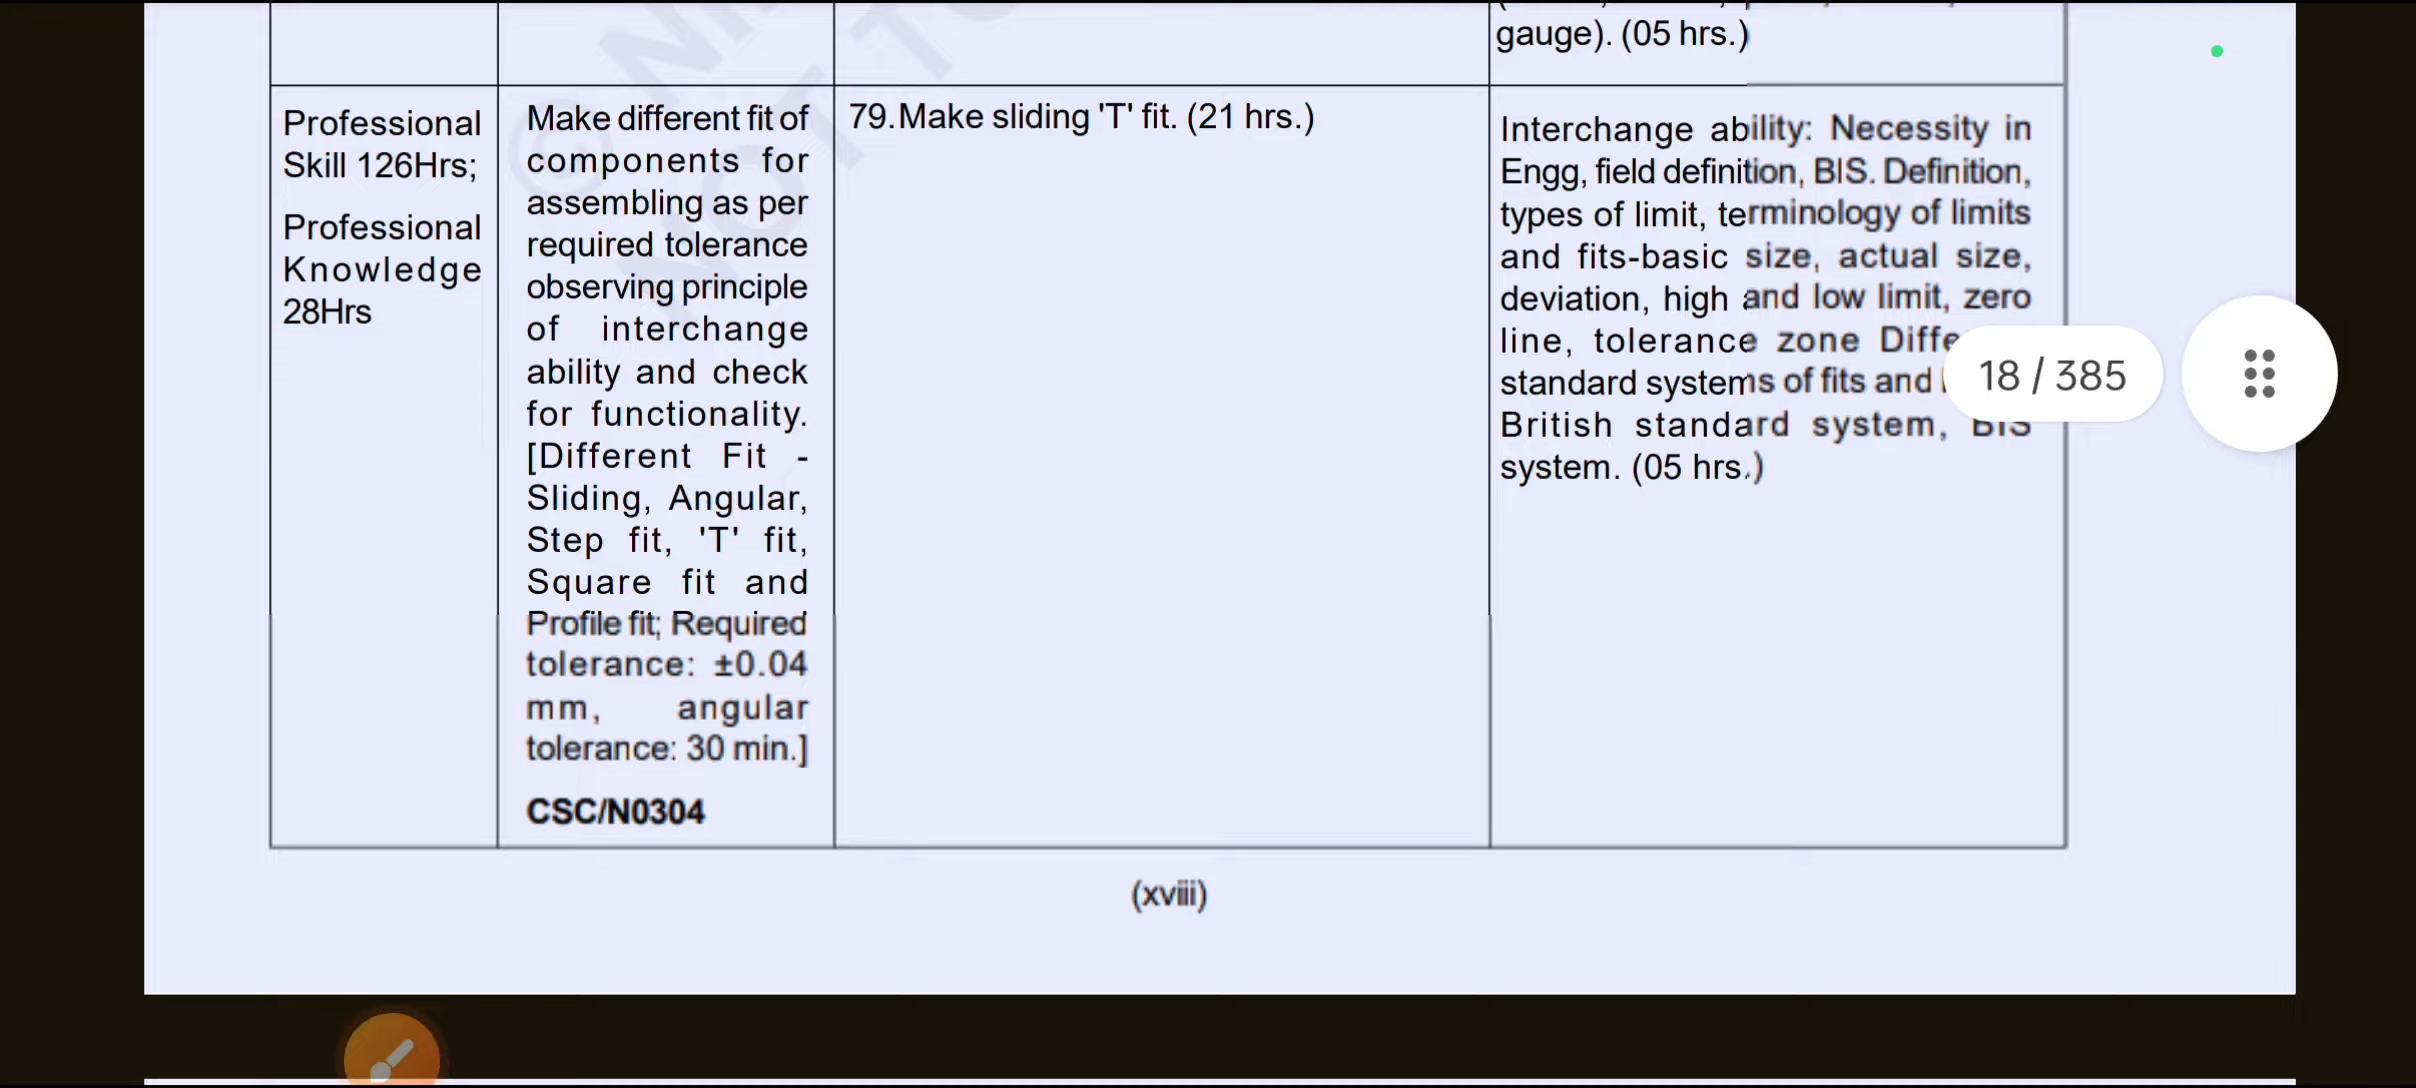 gauge). (05 hrs.)
Professional
Skill 126Hrs;
Professional
Knowledge
28Hrs
Make different fit of
components for
assembling as per
required tolerance
observing principle
of interchange
ability and check
for functionality.
[Different Fit -
Sliding, Angular,
Step fit, 'T' fit,
Square fit and
Profile fit; Required
tolerance: ±0.04
mm, angular
tolerance: 30 min.]
CSC/N0304
79.Make sliding 'T' fit. (21 hrs.)
Interchange ability: Necessity in
Engg, field definition, BIS. Definition,
types of limit, terminology of limits
and fits-basic size, actual size,
deviation, high and low limit, zero
line, tolerance zone
standard systems of fits and
British standard system, BIS
system. (05 hrs.)
18 / 385
(xviii)